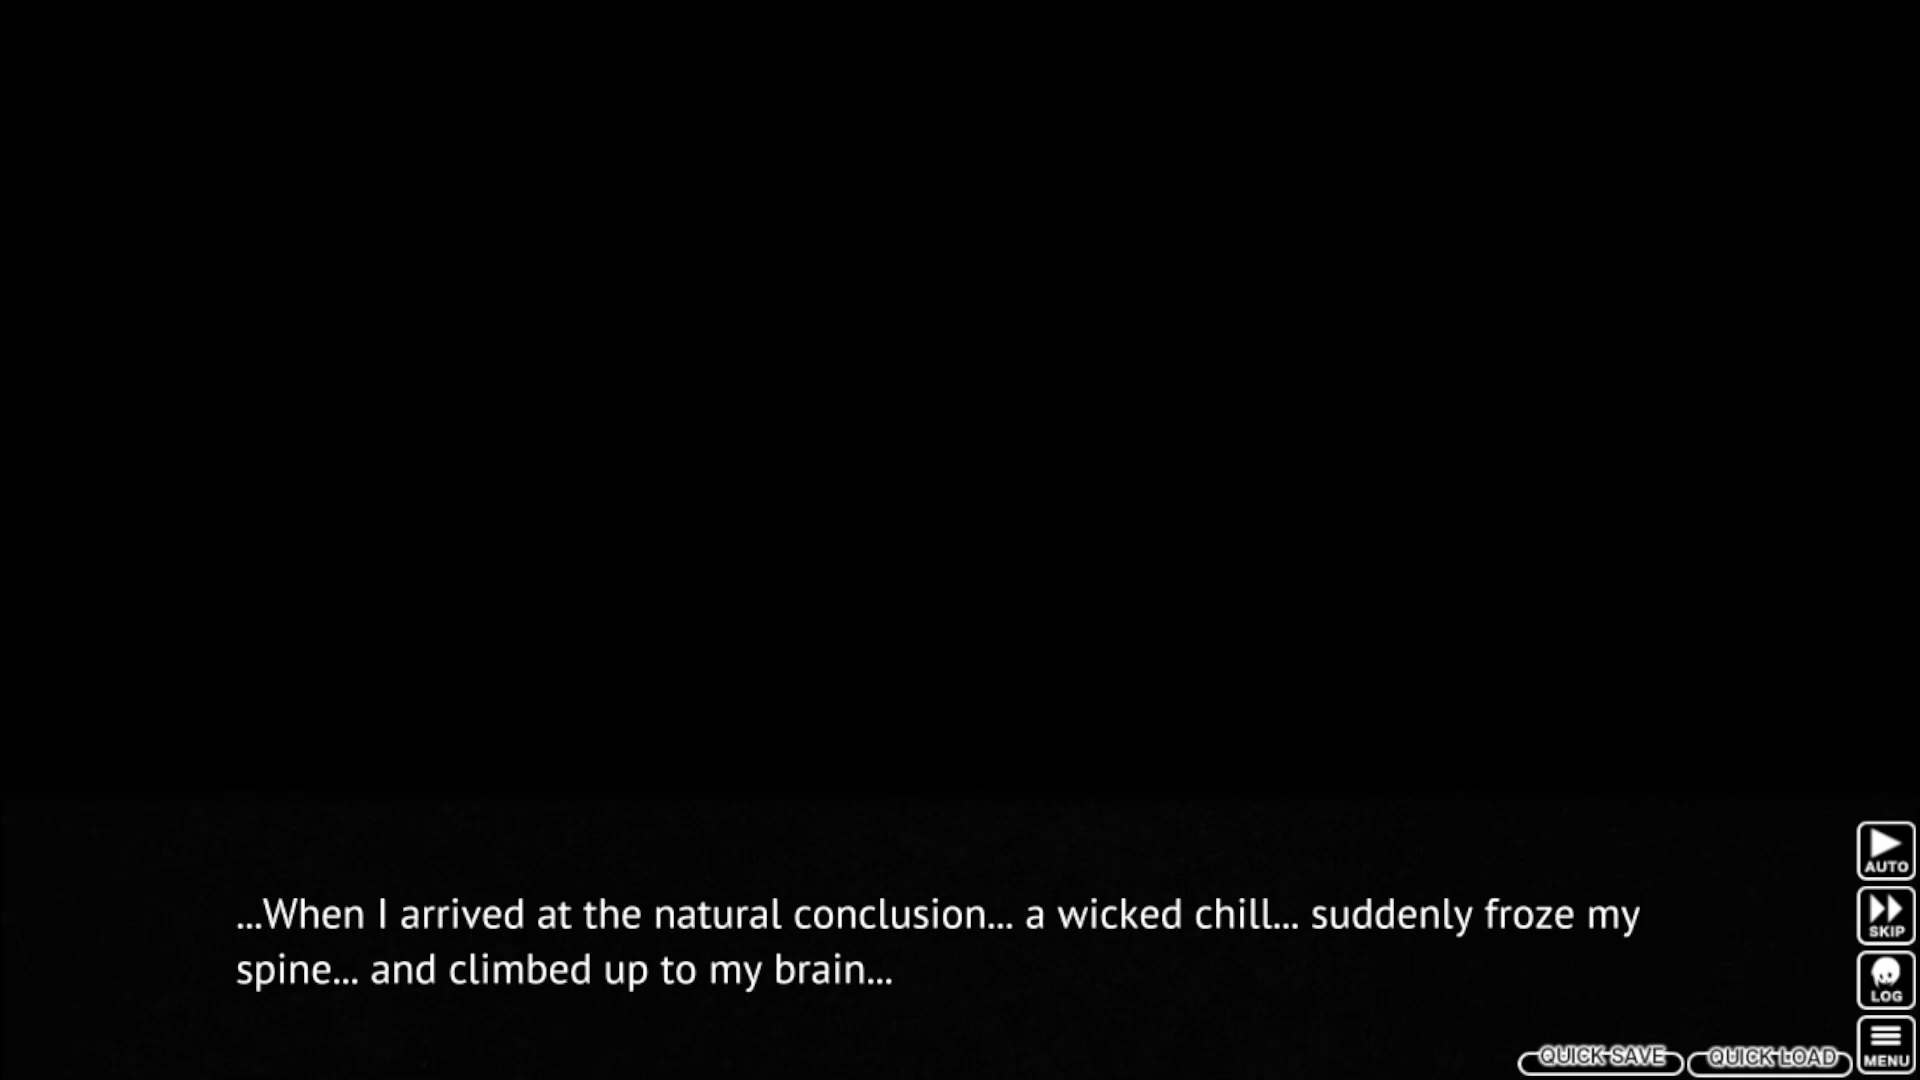 ...When I arrived at the natural conclusion... a wicked chill... suddenly froze my
spine... and climbed up to my brain...
AUTO
SKIP
LOG
MENU
QUICK SAVE
QUICK LOAD